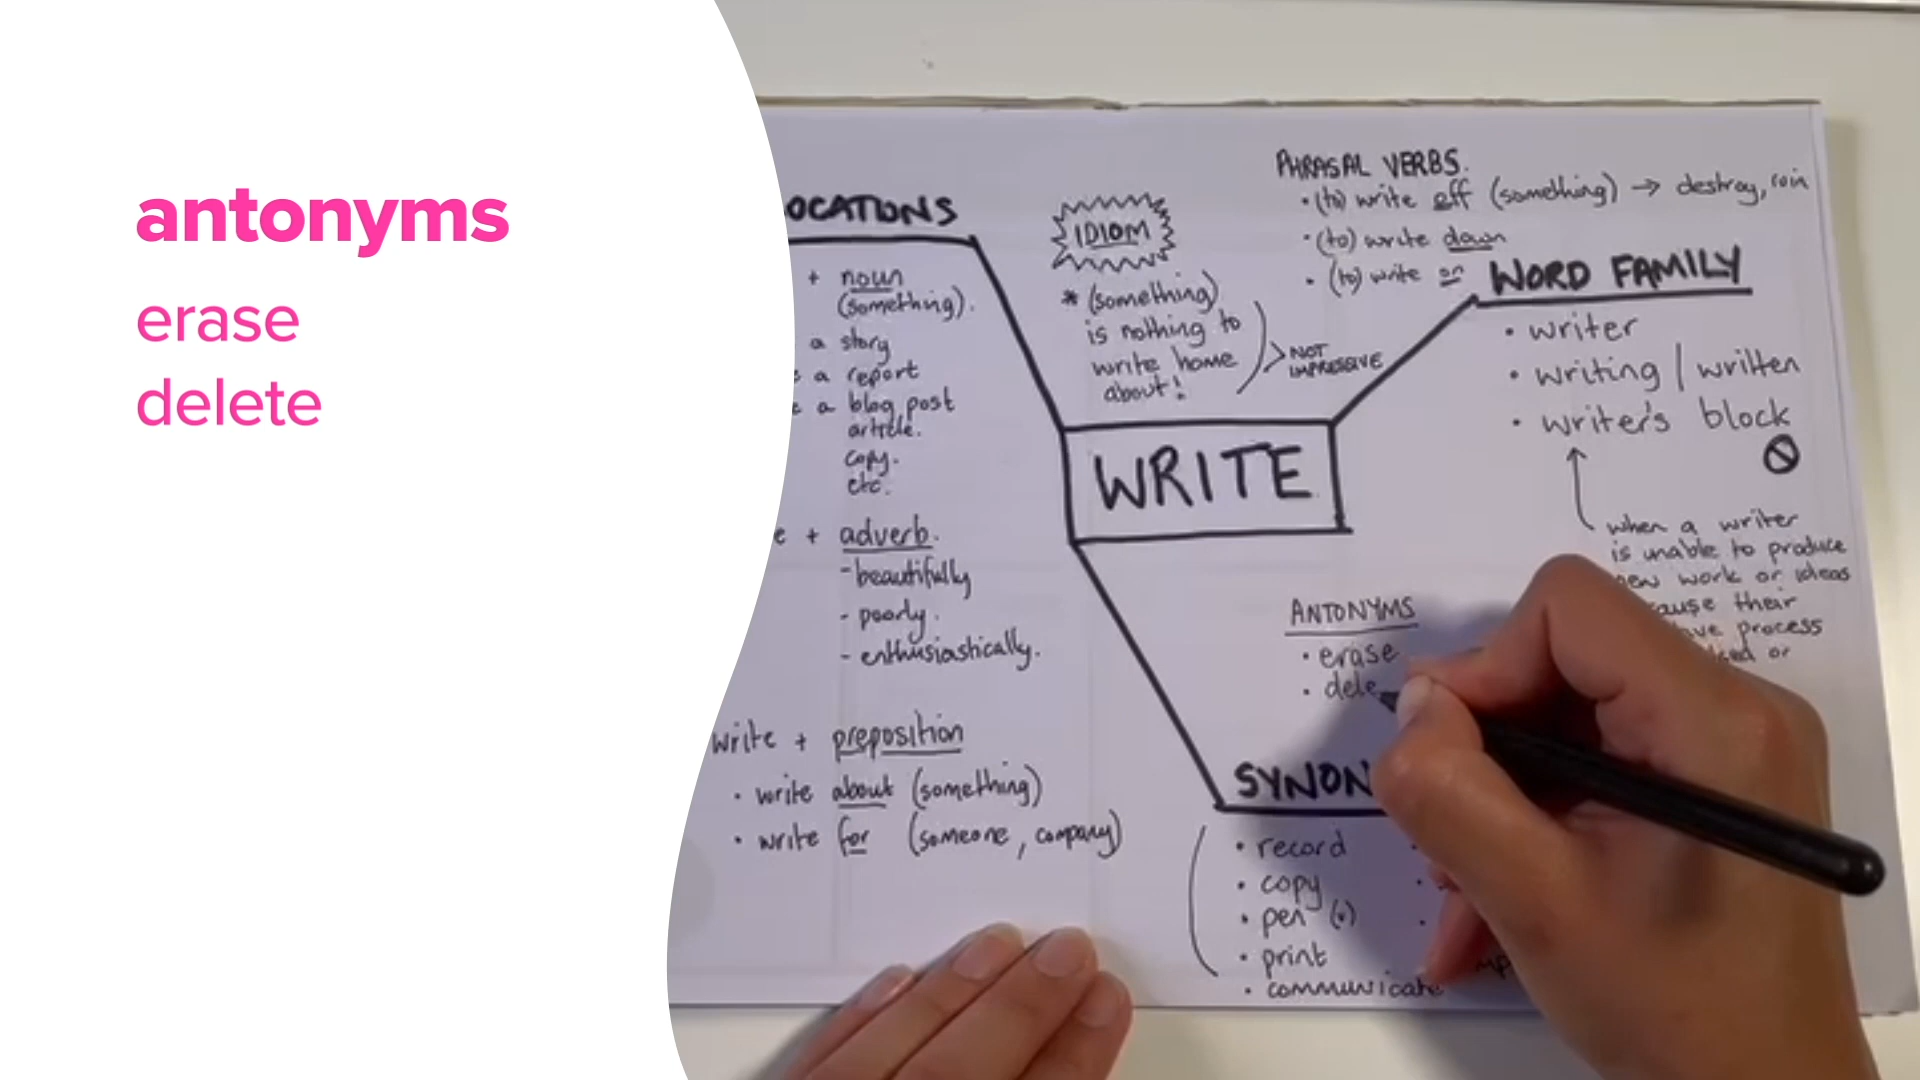 antonyms
erase
delete
OCATIONS
+ noun
(something).
a story
a report
a blog post
article.
copy.
etc.
e + adverb.
- beautifully
- poorly.
- enthusiastically.
write + preposition
• write about (something)
• write for (someone, company)
IDIOM
* (something)
is nothing to
write home
about!
NOT
IMPRESSIVE
PHRASAL VERBS.
• (to) write off (something) → destroy, ruin
• (to) write down
• (to) write on
WORD FAMILY
• writer
• writing / written
• writer's block
when a writer
is unable to produce
new work or ideas
cause their
ve process
or
WRITE
ANTONYMS
• erase
• dele
SYNON
• record
• copy
• pen (v)
• print
• communicate